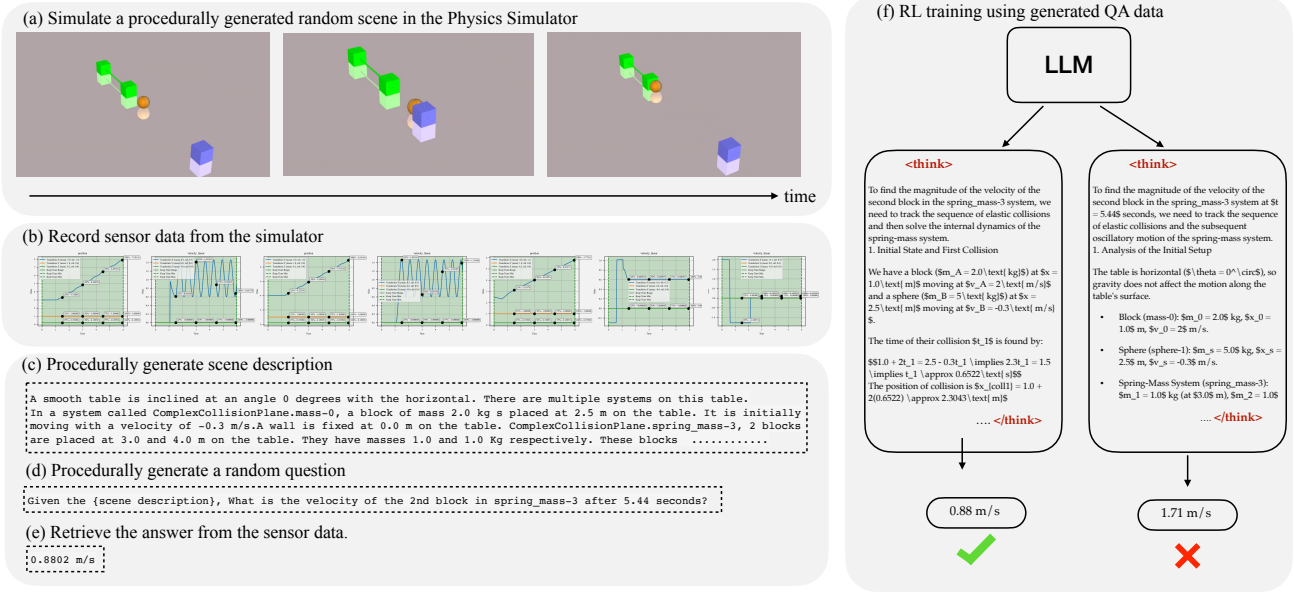 (a) Simulate a procedurally generated random scene in the Physics Simulator
time
(b) Record sensor data from the simulator
(c) Procedurally generate scene description
A smooth table is inclined at an angle 0 degrees with the horizontal. There are multiple systems on this table.
In a system called ComplexCollisionPlane.mass-0, a block of mass 2.0 kg s placed at 2.5 m on the table. It is initially
moving with a velocity of -0.3 m/s.A wall is fixed at 0.0 m on the table. ComplexCollisionPlane.spring_mass-3, 2 blocks
are placed at 3.0 and 4.0 m on the table. They have masses 1.0 and 1.0 Kg respectively. These blocks ............
(d) Procedurally generate a random question
Given the {scene description}, What is the velocity of the 2nd block in spring_mass-3 after 5.44 seconds?
(e) Retrieve the answer from the sensor data.
0.8802 m/s
(f) RL training using generated QA data
LLM
<think>
To find the magnitude of the velocity of the
second block in the spring_mass-3 system, we
need to track the sequence of elastic collisions
and then solve the internal dynamics of the
spring-mass system.
1. Initial State and First Collision
We have a block ($m_A = 2.0\text{ kg}$) at $x =
1.0\text{ m}$ moving at $v_A = 2\text{ m/s}$
and a sphere ($m_B = 5\text{ kg}$) at $x =
2.5\text{ m}$ moving at $v_B = -0.3\text{ m/s}
$.
The time of their collision $t_1$ is found by:
$$1.0 + 2t_1 = 2.5 - 0.3t_1 \implies 2.3t_1 = 1.5
\implies t_1 \approx 0.6522\text{ s}$$
The position of collision is $x_{coll1} = 1.0 +
2(0.6522) \approx 2.3043\text{ m}$
.... </think>
0.88 m/s
<think>
To find the magnitude of the velocity of the
second block in the spring_mass-3 system at $t
= 5.44$ seconds, we need to track the sequence
of elastic collisions and the subsequent
oscillatory motion of the spring-mass system.
1. Analysis of the Initial Setup
The table is horizontal ($\theta = 0^\circ$), so
gravity does not affect the motion along the
table's surface.
• Block (mass-0): $m_0 = 2.0$ kg, $x_0 =
1.0$ m, $v_0 = 2$ m/s.
• Sphere (sphere-1): $m_s = 5.0$ kg, $x_s =
2.5$ m, $v_s = -0.3$ m/s.
• Spring-Mass System (spring_mass-3):
$m_1 = 1.0$ kg (at $3.0$ m), $m_2 = 1.0$
.... </think>
1.71 m/s